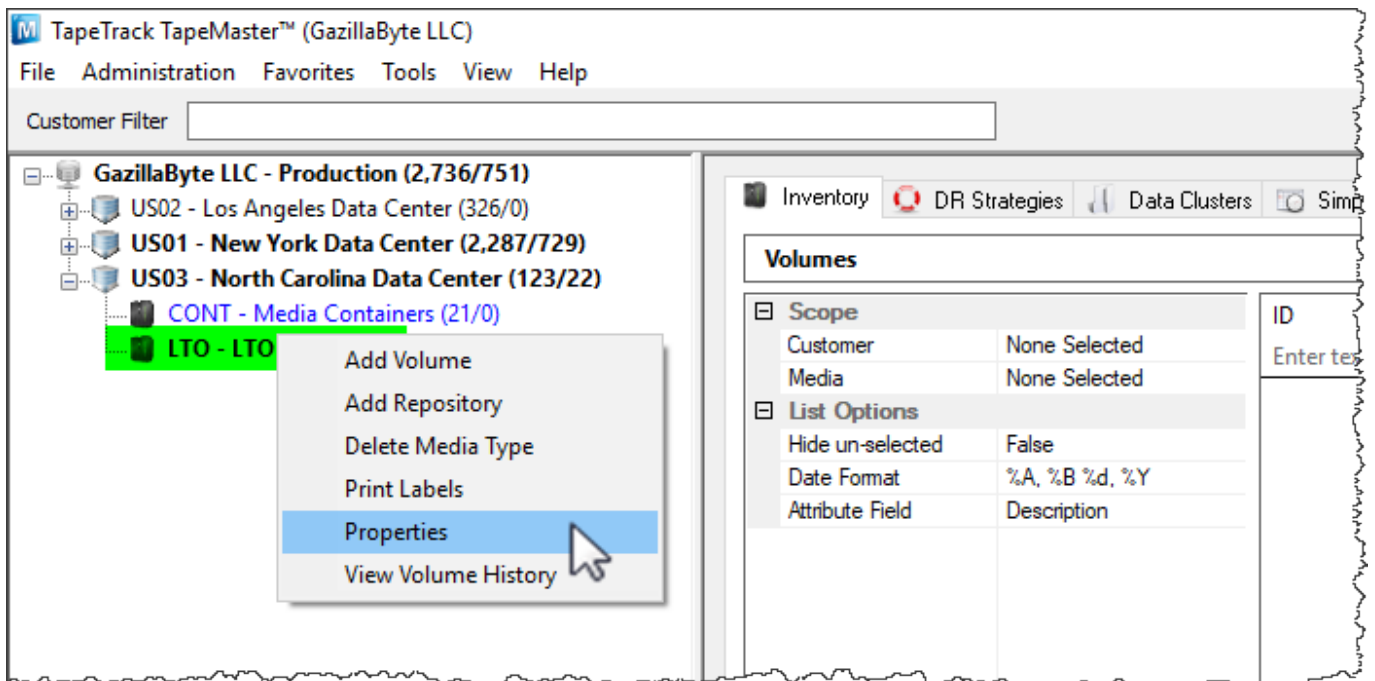 TapeTrack TapeMaster™ (GazillaByte LLC)
File Administration Favorites Tools View Help
Customer Filter
GazillaByte LLC - Production (2,736/751)
US02 - Los Angeles Data Center (326/0)
US01 - New York Data Center (2,287/729)
US03 - North Carolina Data Center (123/22)
CONT - Media Containers (21/0)
LTO - LTO
Add Volume
Add Repository
Delete Media Type
Print Labels
Properties
View Volume History
Inventory DR Strategies Data Clusters
Volumes
Scope
Customer None Selected
Media None Selected
List Options
Hide un-selected False
Date Format %A, %B %d, %Y
Attribute Field Description
ID
Enter